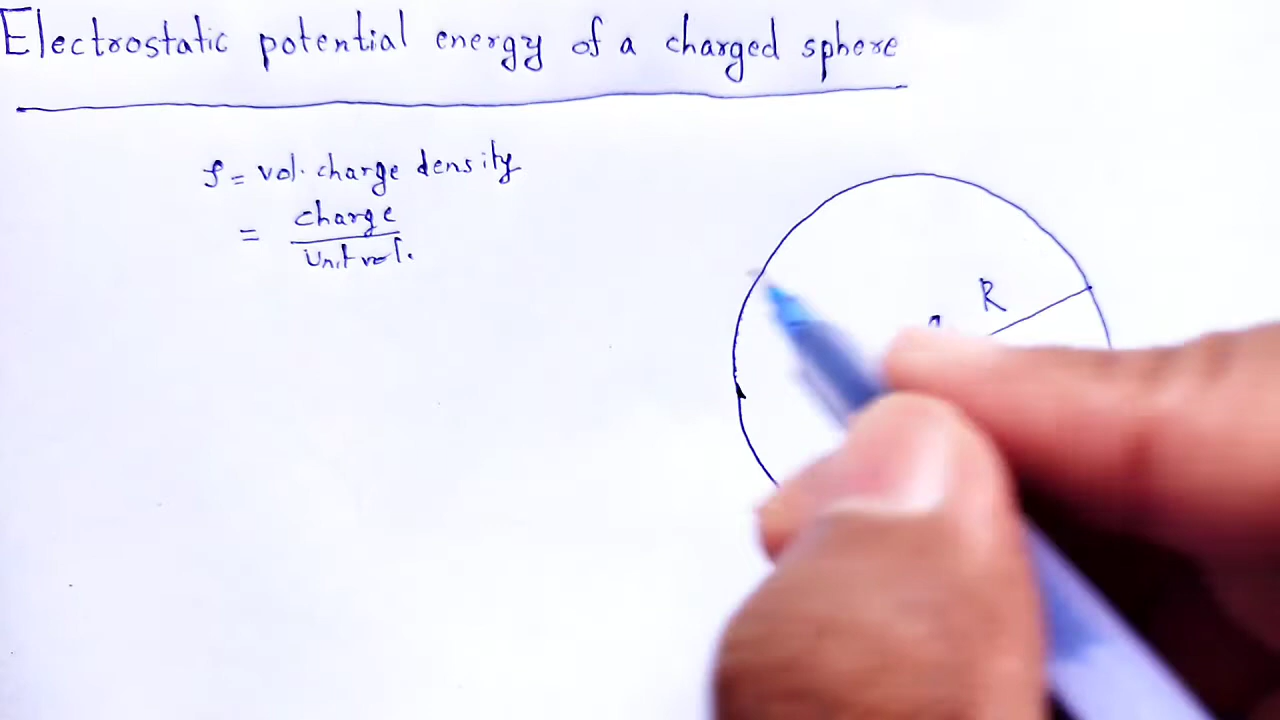 Electrostatic potential energy of a charged sphere
ρ = vol. charge density
= charge
unit vol.
R